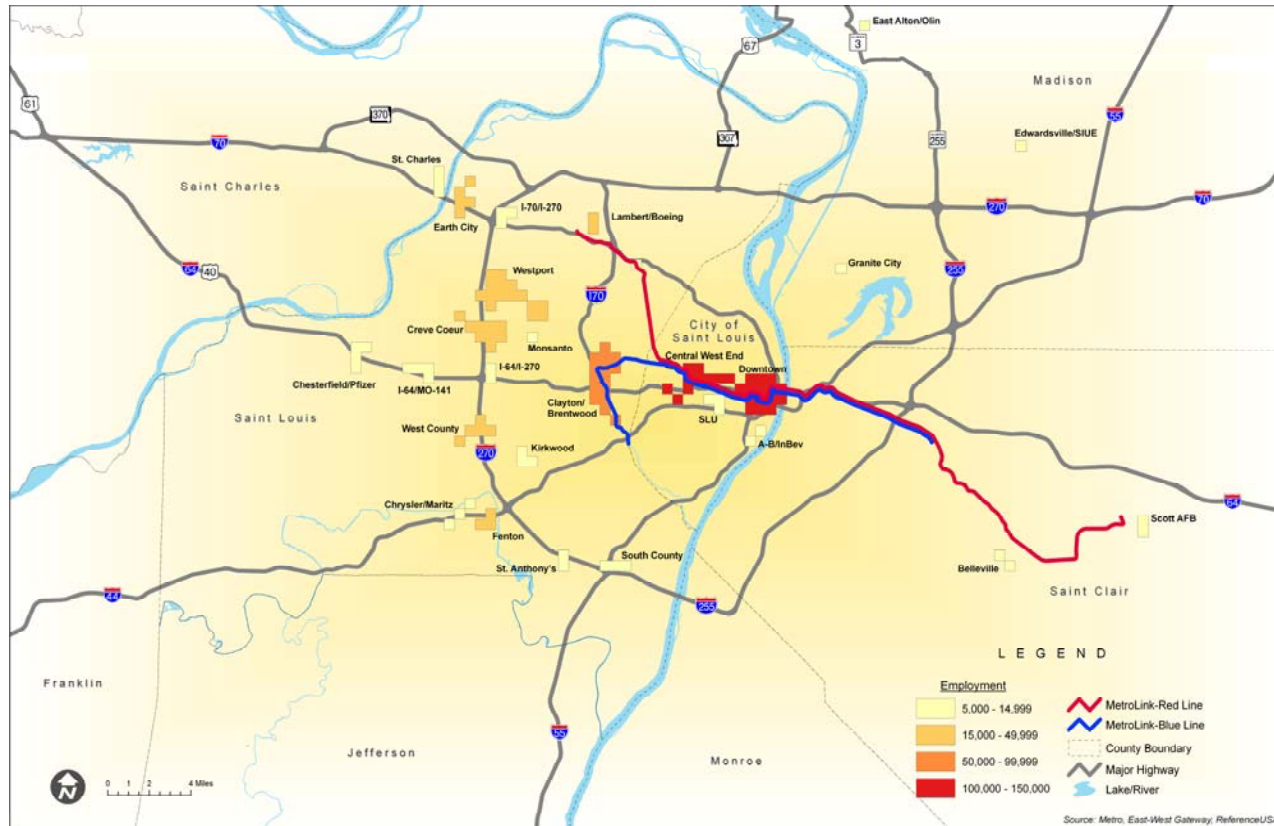 East Alton/Olin
67
3
Madison
61
370
55
307
255
Edwardsville/SIUE
70
St. Charles
Saint Charles
I-70/I-270
270
70
Lambert/Boeing
Earth City
64
40
Westport
255
Granite City
170
Creve Coeur
City of
Saint Louis
Monsanto
Central West End
I-64/I-270
Downtown
Chesterfield/Pfizer
I-64/MO-141
Clayton/
Brentwood
Saint Louis
SLU
West County
A-B/InBev
Kirkwood
270
Chrysler/Maritz
64
Scott AFB
Fenton
St. Anthony's
South County
Belleville
44
255
Saint Clair
LEGEND
Franklin
Employment
5,000 - 14,999
15,000 - 49,999
50,000 - 99,999
100,000 - 150,000
MetroLink-Red Line
MetroLink-Blue Line
County Boundary
Major Highway
Lake/River
55
Jefferson
Monroe
N
0 1 2 4 Miles
Source: Metro, East-West Gateway, ReferenceUSA